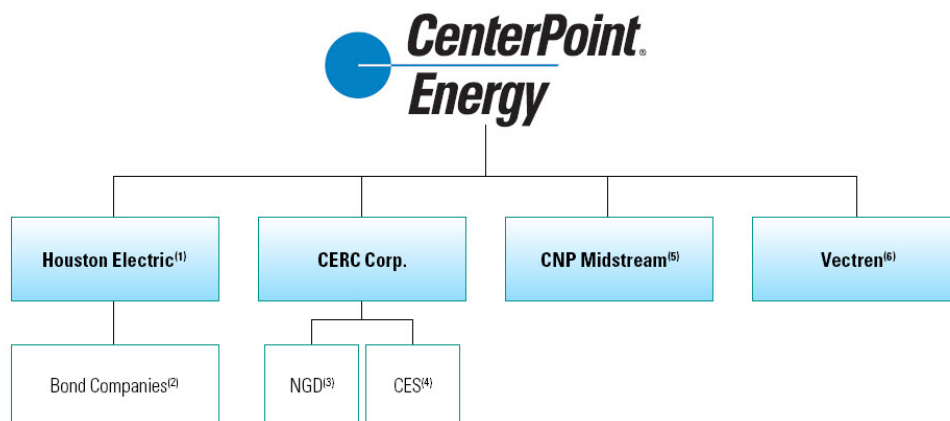 CenterPoint®
Energy
Houston Electric(1)
CERC Corp.
CNP Midstream(5)
Vectren(6)
Bond Companies(2)
NGD(3)
CES(4)